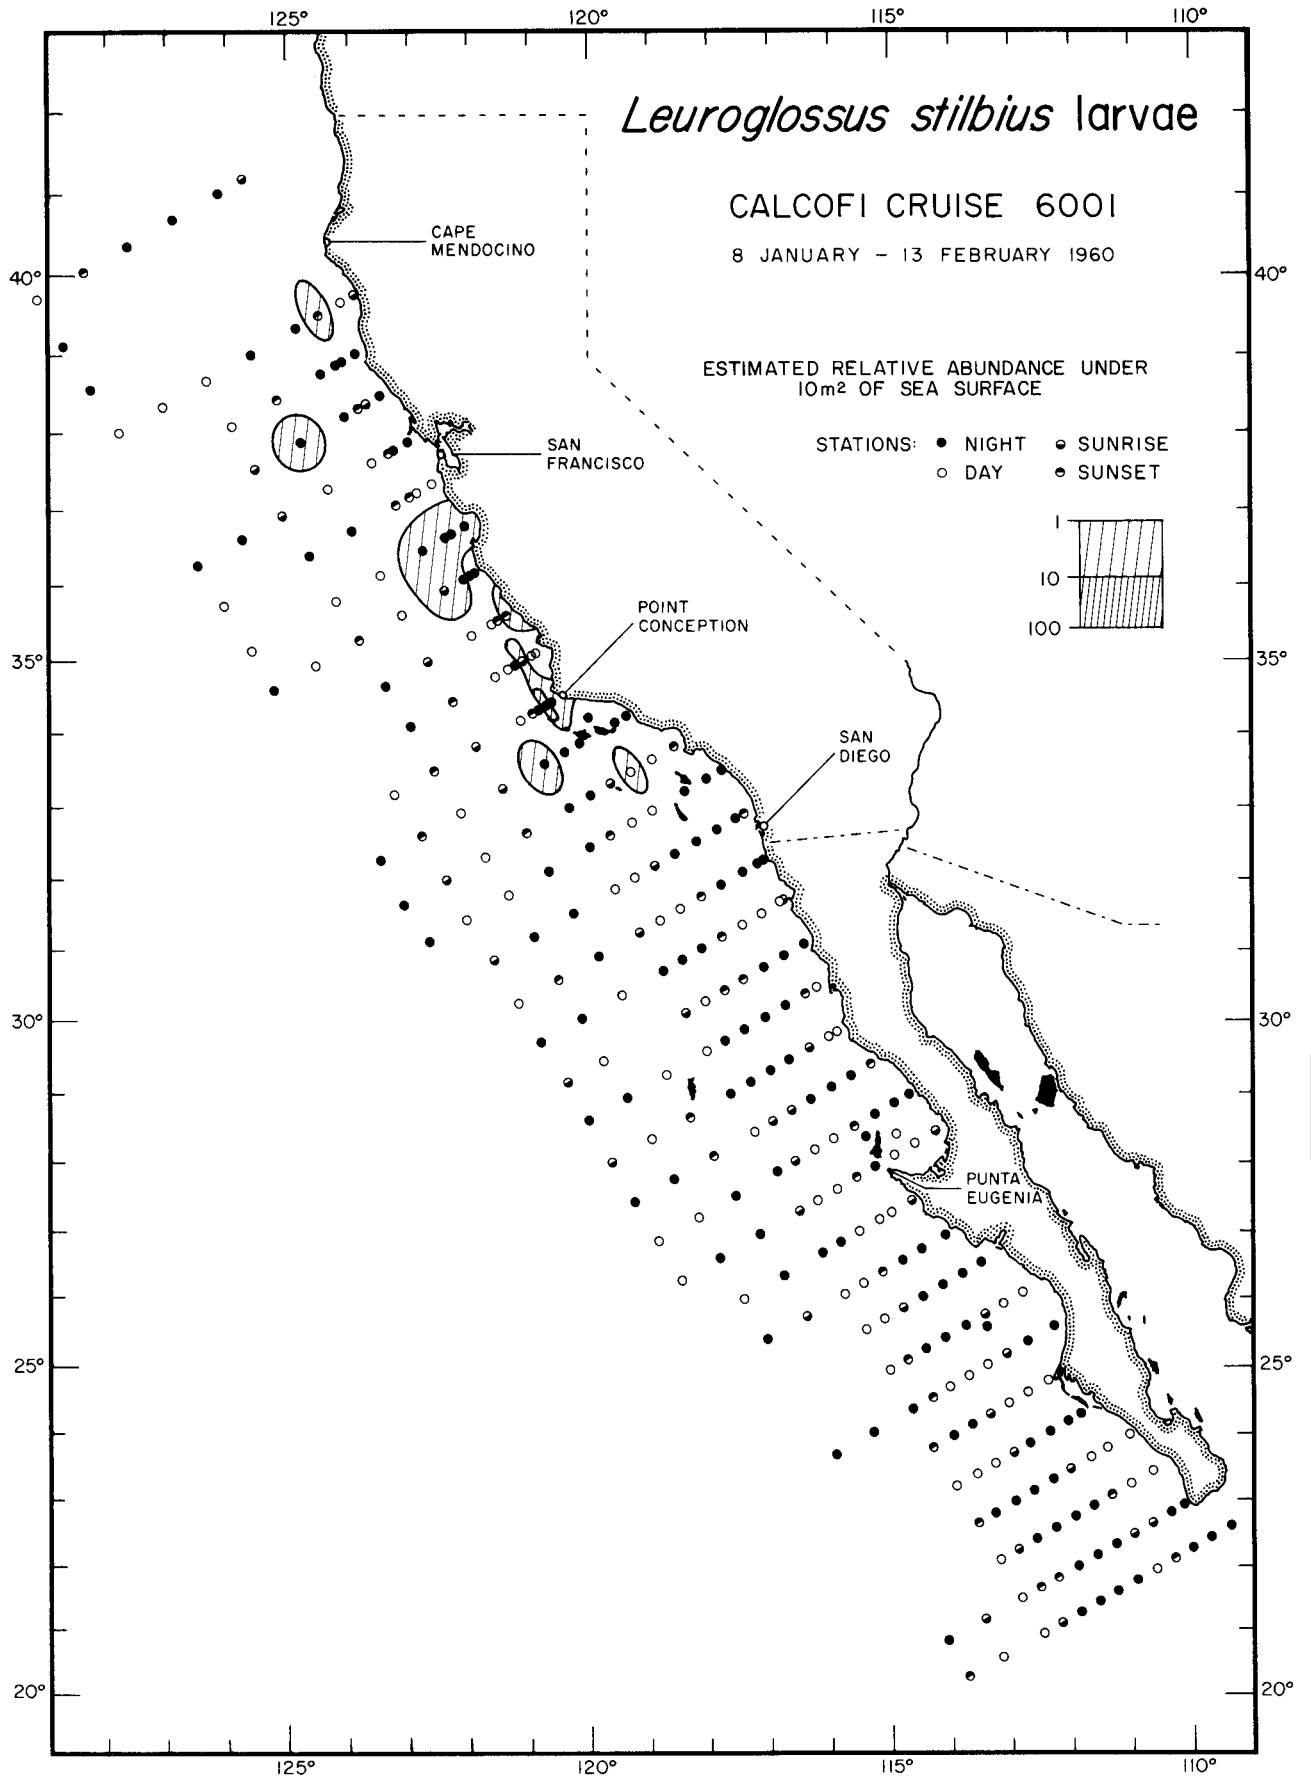 125°
120°
115°
110°
Leuroglossus stilbius larvae
CALCOFI CRUISE 6001
8 JANUARY – 13 FEBRUARY 1960
CAPE
MENDOCINO
40°
40°
ESTIMATED RELATIVE ABUNDANCE UNDER
10m² OF SEA SURFACE
STATIONS: ● NIGHT SUNRISE
○ DAY SUNSET
SAN
FRANCISCO
1
10
100
POINT
CONCEPTION
35°
35°
SAN
DIEGO
30°
30°
PUNTA
EUGENIA
25°
25°
20°
20°
125°
120°
115°
110°